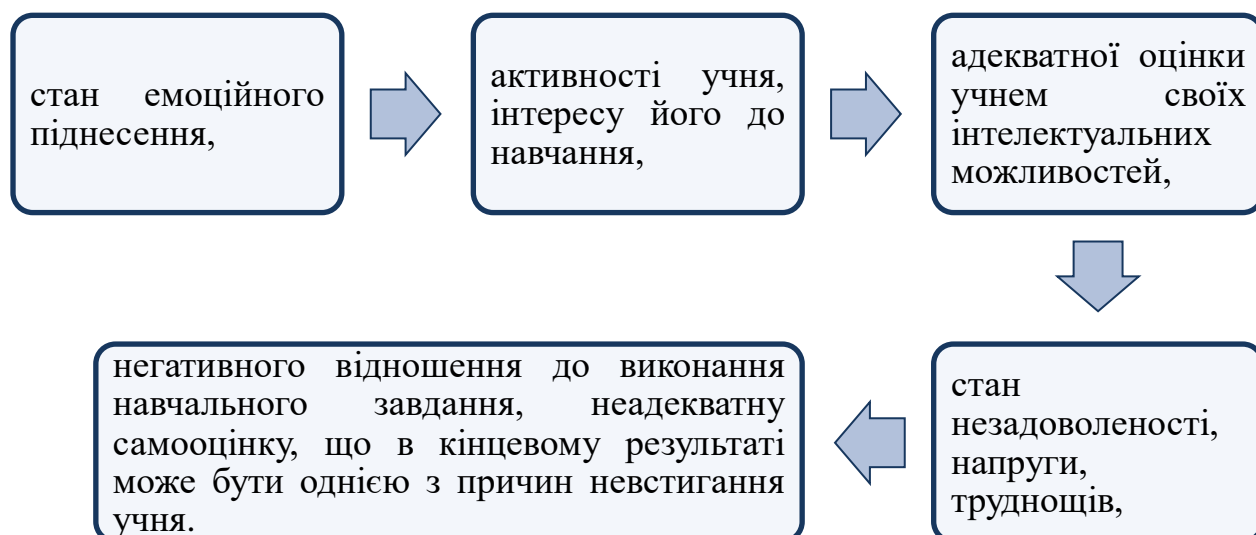 стан емоційного
піднесення,
активності учня,
інтересу його до
навчання,
адекватної оцінки
учнем своїх
інтелектуальних
можливостей,
стан
незадоволеності,
напруги,
труднощів,
негативного відношення до виконання
навчального завдання, неадекватну
самооцінку, що в кінцевому результаті
може бути однією з причин невстигання
учня.